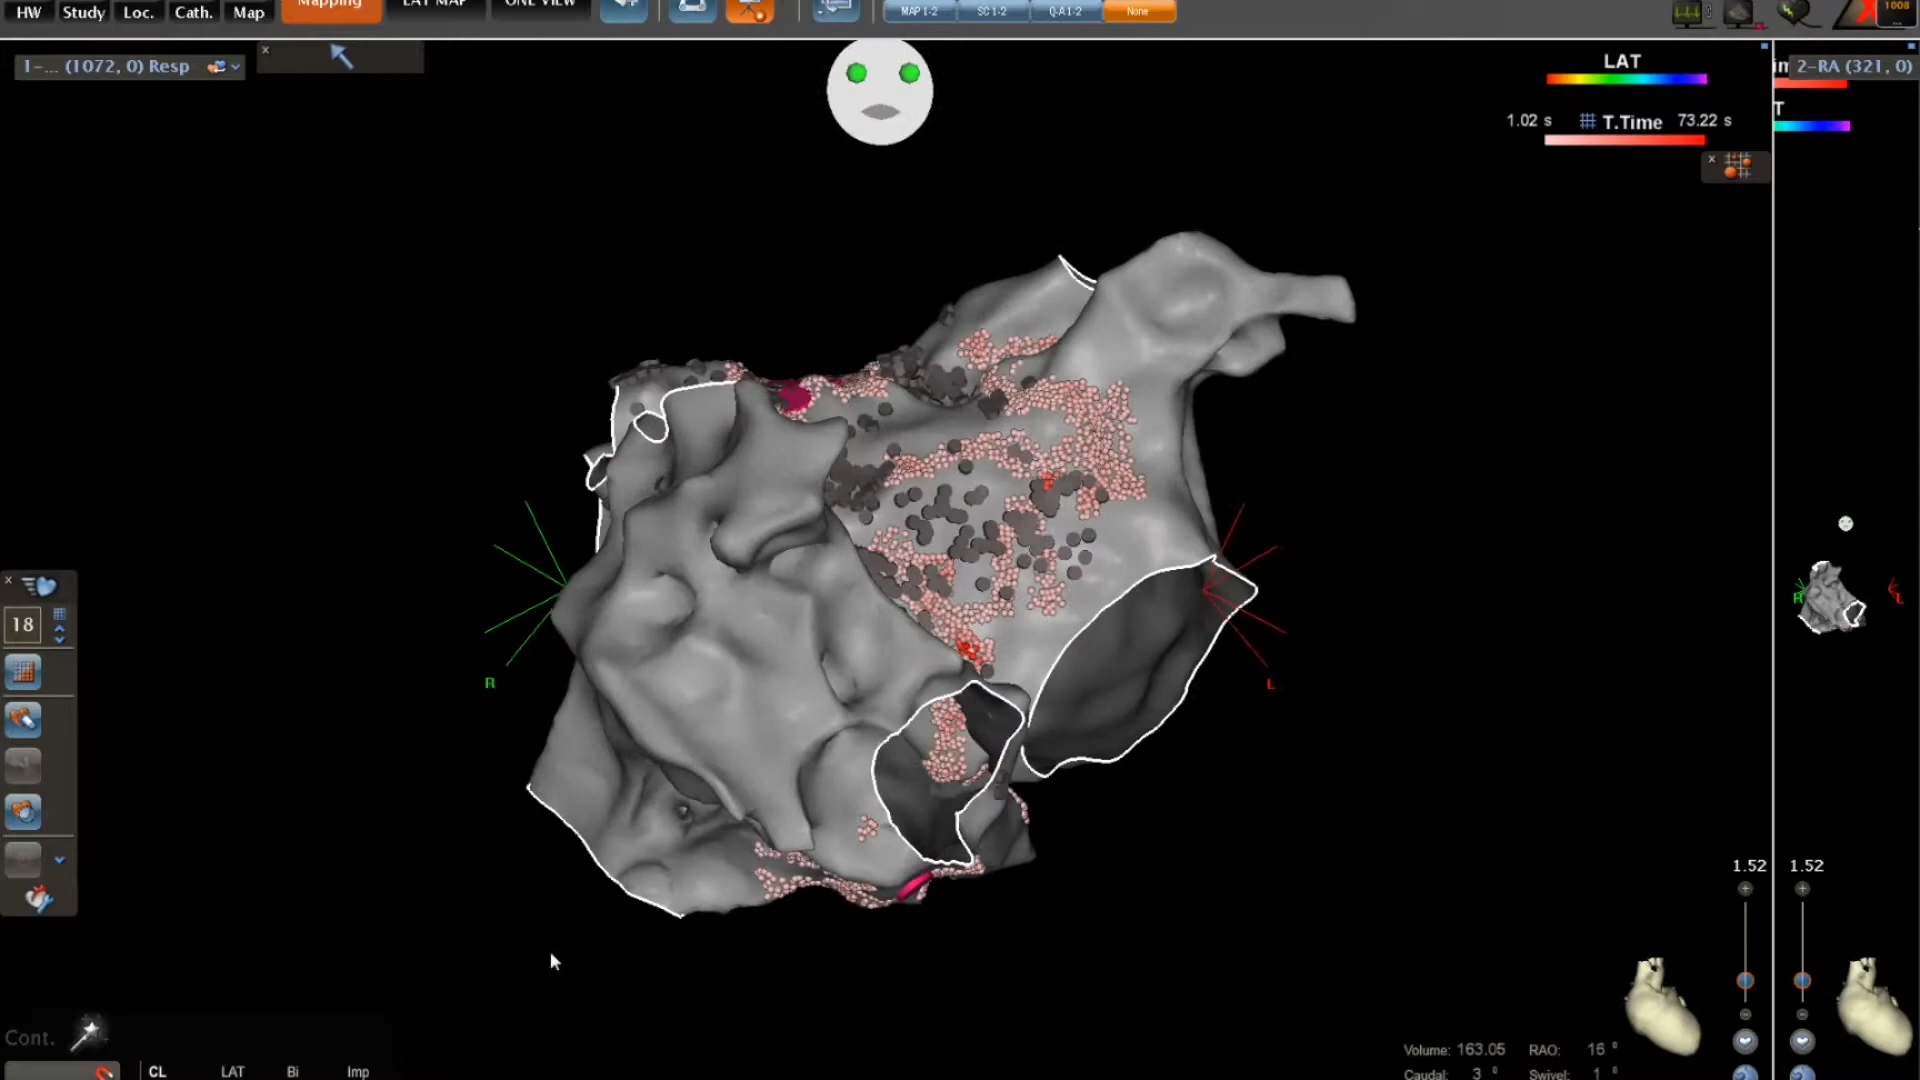 HW Study Loc. Cath. Map Mapping LAT MAP ONE VIEW MAP 1-2 SC 1-2 Q-A 1-2 None 1008
1-... (1072, 0) Resp
2-RA (321, 0)
LAT
1.02 s T.Time 73.22 s
18
R
L
R
L
1.52
1.52
Cont.
Volume: 163.05 RAO: 16 °
Caudal: 3 ° Swivel: 1 °
CL LAT Bi Imp